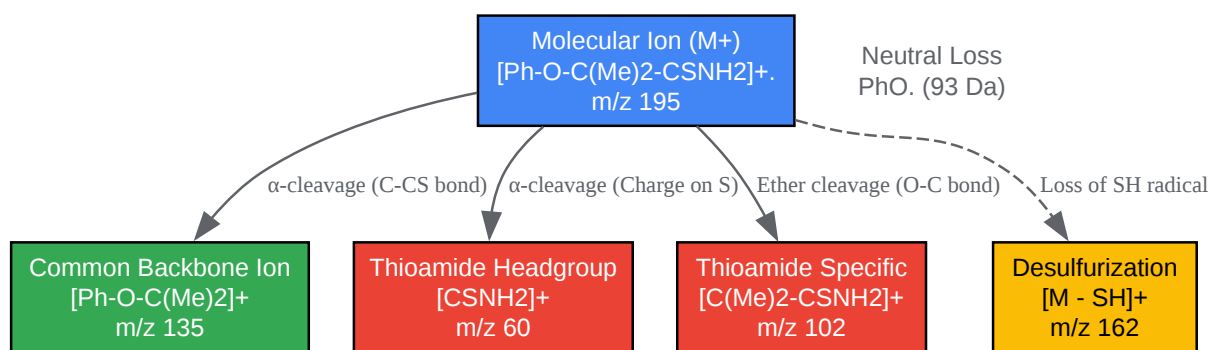 Molecular Ion (M+)
[Ph-O-C(Me)2-CSNH2]+.
m/z 195
Neutral Loss
PhO. (93 Da)
α-cleavage (C-CS bond)
α-cleavage (Charge on S)
Ether cleavage (O-C bond)
Loss of SH radical
Common Backbone Ion
[Ph-O-C(Me)2]+
m/z 135
Thioamide Headgroup
[CSNH2]+
m/z 60
Thioamide Specific
[C(Me)2-CSNH2]+
m/z 102
Desulfurization
[M - SH]+
m/z 162